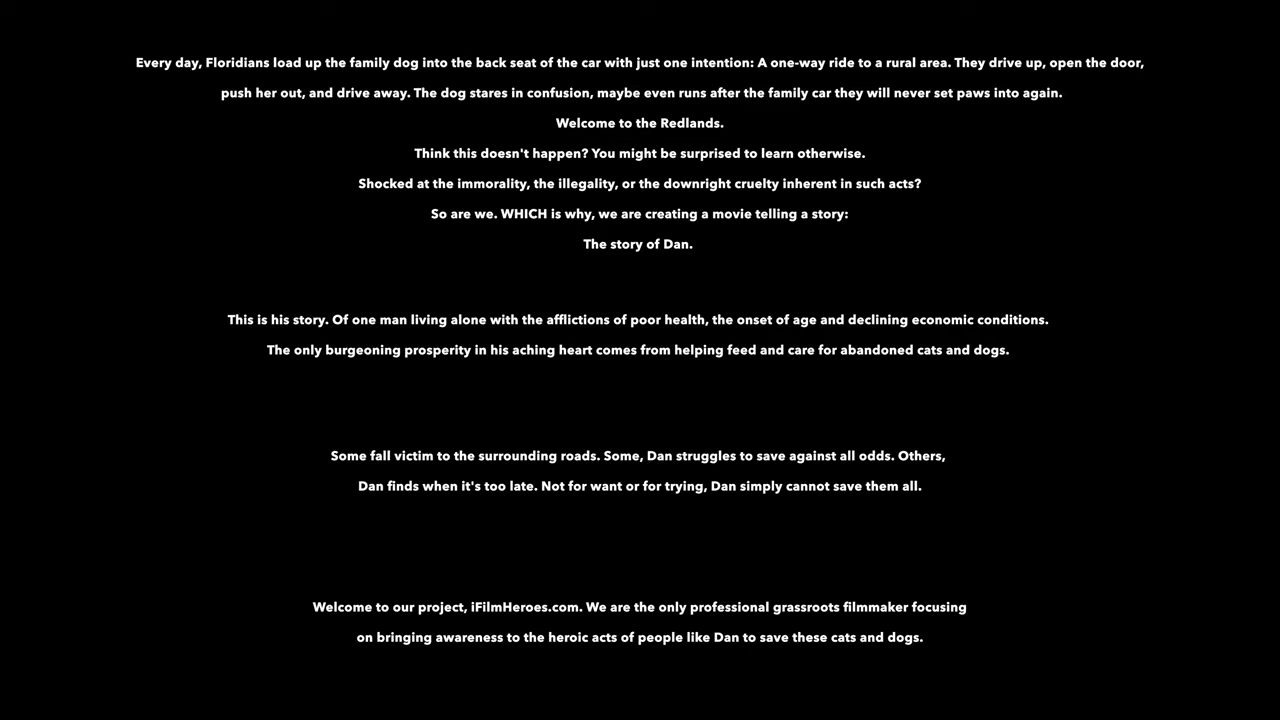 Every day, Floridians load up the family dog into the back seat of the car with just one intention: A one-way ride to a rural area. They drive up, open the door,
push her out, and drive away. The dog stares in confusion, maybe even runs after the family car they will never set paws into again.
Welcome to the Redlands.
Think this doesn't happen? You might be surprised to learn otherwise.
Shocked at the immorality, the illegality, or the downright cruelty inherent in such acts?
So are we. WHICH is why, we are creating a movie telling a story:
The story of Dan.
This is his story. Of one man living alone with the afflictions of poor health, the onset of age and declining economic conditions.
The only burgeoning prosperity in his aching heart comes from helping feed and care for abandoned cats and dogs.
Some fall victim to the surrounding roads. Some, Dan struggles to save against all odds. Others,
Dan finds when it's too late. Not for want or for trying, Dan simply cannot save them all.
Welcome to our project, iFilmHeroes.com. We are the only professional grassroots filmmaker focusing
on bringing awareness to the heroic acts of people like Dan to save these cats and dogs.